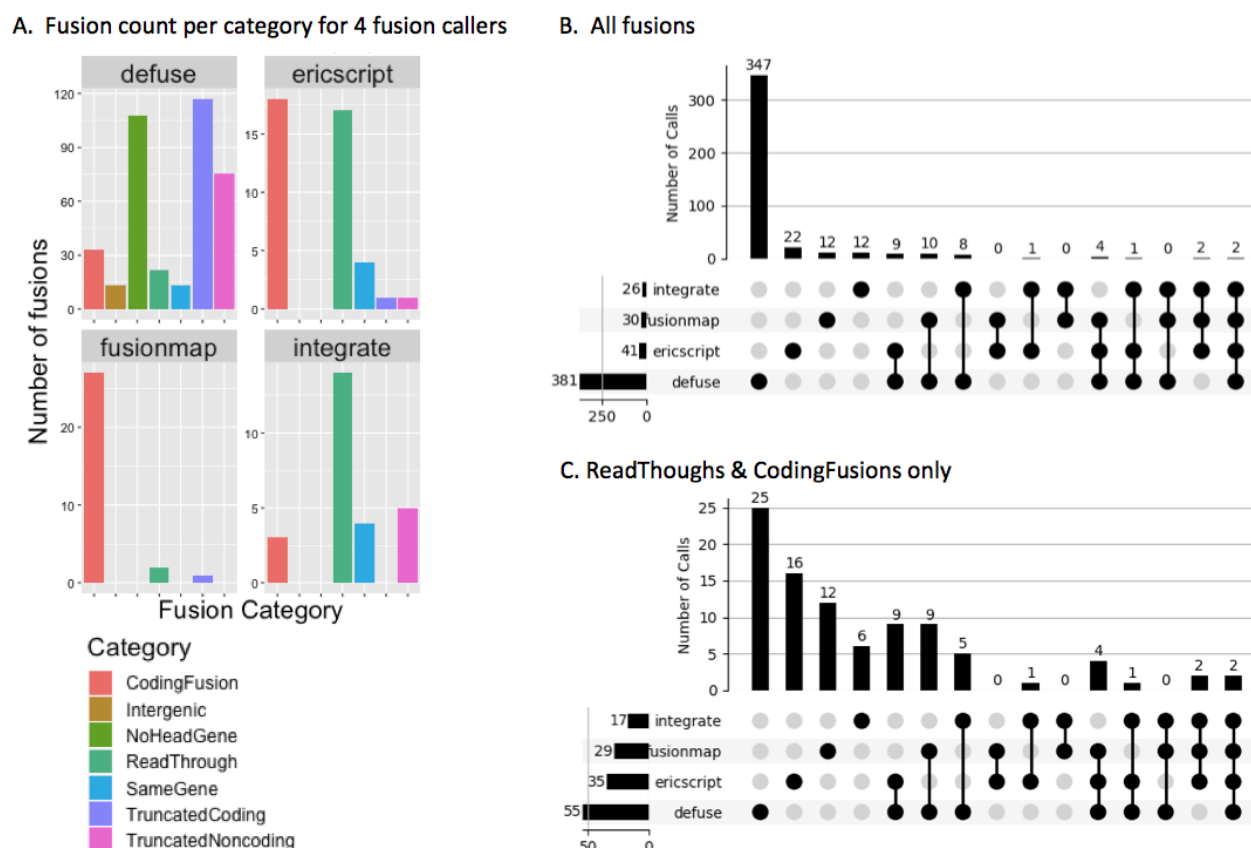 A. Fusion count per category for 4 fusion callers
defuse
ericscript
120
90
60
30
0
15
10
5
0
fusionmap
integrate
20
10
0
10
5
0
Number of fusions
Fusion Category
Category
CodingFusion
Intergenic
NoHeadGene
ReadThrough
SameGene
TruncatedCoding
TruncatedNoncoding
B. All fusions
Number of Calls
300
200
100
0
347
22
12
12
9
10
8
0
1
0
4
1
0
2
2
26 integrate
30 fusionmap
41 ericscript
381 defuse
250 0
C. ReadThoughs & CodingFusions only
Number of Calls
25
20
15
10
5
0
25
16
12
6
9
9
5
0
1
0
4
1
0
2
2
17 integrate
29 fusionmap
35 ericscript
55 defuse
50 0